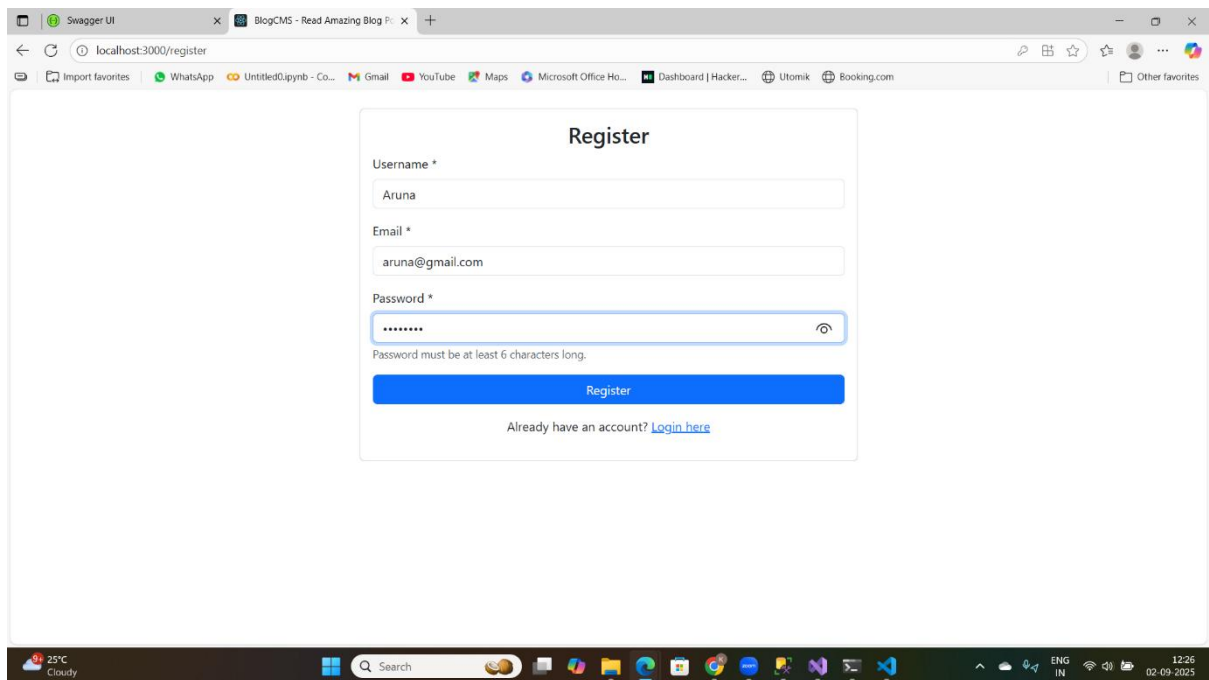 Swagger UI
BlogCMS - Read Amazing Blog Po
localhost:3000/register
Import favorites WhatsApp Untitled0.ipynb - Co... Gmail YouTube Maps Microsoft Office Ho... Dashboard | Hacker... Utomik Booking.com Other favorites
Register
Username *
Aruna
Email *
aruna@gmail.com
Password *
••••••••
Password must be at least 6 characters long.
Register
Already have an account? Login here
9+ 25°C
Cloudy
Search
ENG
IN
12:26
02-09-2025